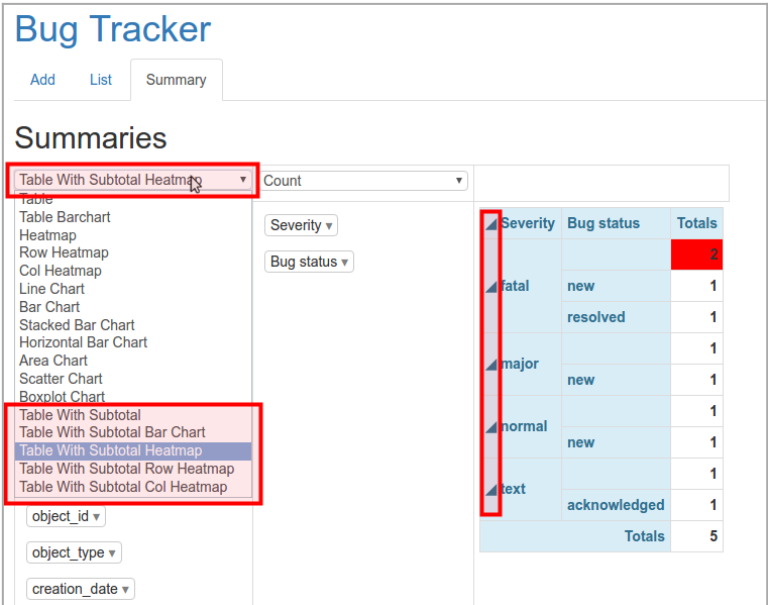 Bug Tracker
Add List Summary
Summaries
Table With Subtotal Heatmap ▾ Count ▾
Table
Table Barchart
Heatmap
Row Heatmap
Col Heatmap
Line Chart
Bar Chart
Stacked Bar Chart
Horizontal Bar Chart
Area Chart
Scatter Chart
Boxplot Chart
Table With Subtotal
Table With Subtotal Bar Chart
Table With Subtotal Heatmap
Table With Subtotal Row Heatmap
Table With Subtotal Col Heatmap
object_id ▾
object_type ▾
creation_date ▾
Severity ▾
Bug status ▾
Severity Bug status Totals
2
fatal new 1
resolved 1
1
major
new 1
1
normal
new 1
1
text
acknowledged 1
Totals 5